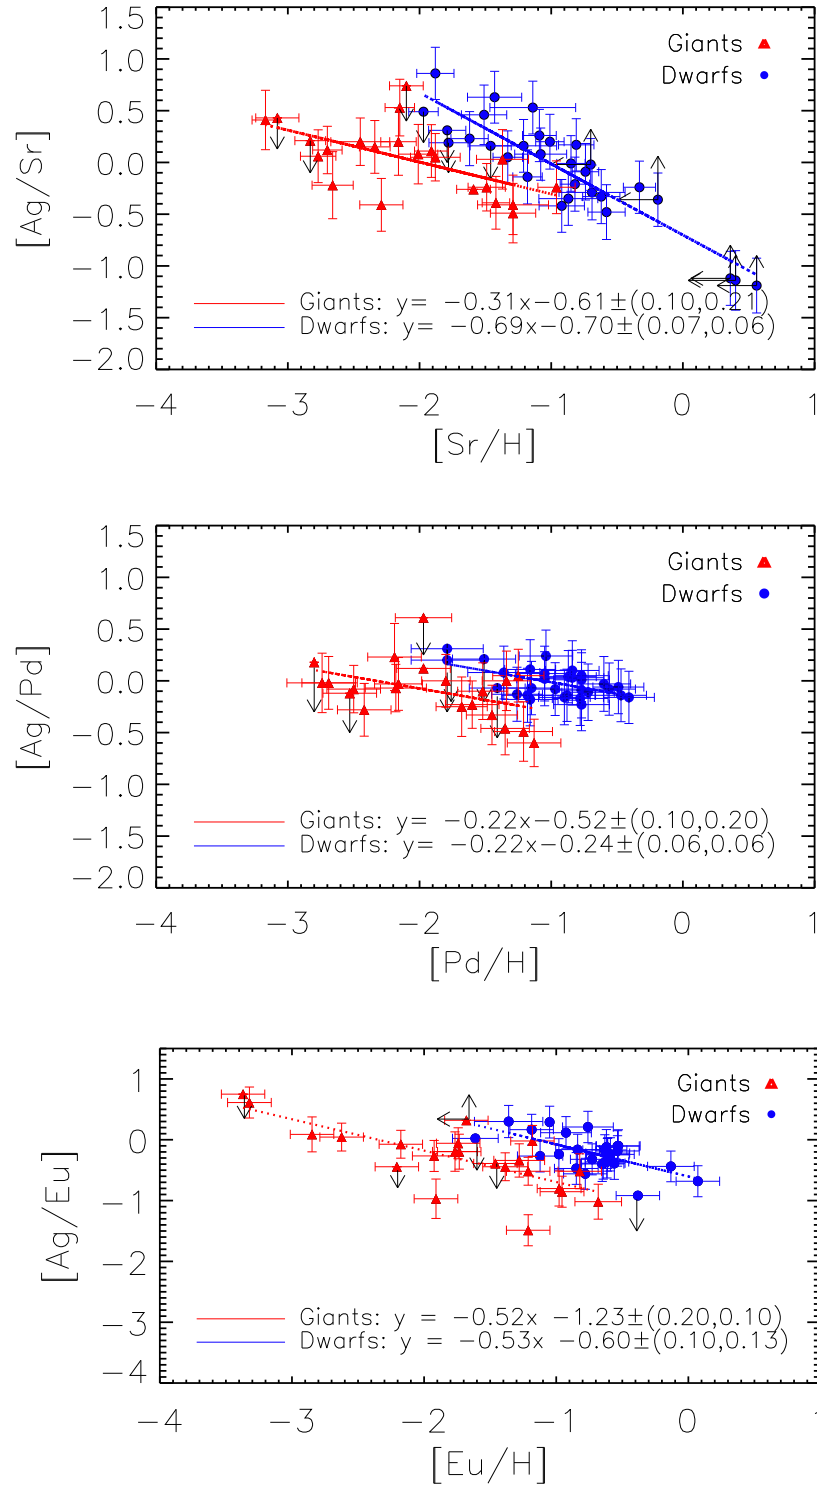 1.5
Giants
1.0
Dwarfs
0.5
0.0
−0.5
−1.0
[Ag/Sr]
Giants: y= −0.31x−0.61±(0.10,0.21)
−1.5
Dwarfs: y= −0.69x−0.70±(0.07,0.06)
−2.0
−4 −3 −2 −1 0 1
[Sr/H]
1.5
Giants
1.0
Dwarfs
0.5
0.0
−0.5
−1.0
[Ag/Pd]
Giants: y= −0.22x−0.52±(0.10,0.20)
−1.5
Dwarfs: y= −0.22x−0.24±(0.06,0.06)
−2.0
−4 −3 −2 −1 0 1
[Pd/H]
1
Giants
Dwarfs
0
−1
−2
[Ag/Eu]
−3
Giants: y = −0.52x −1.23±(0.20,0.10)
Dwarfs: y = −0.53x −0.60±(0.10,0.13)
−4
−4 −3 −2 −1 0 1
[Eu/H]